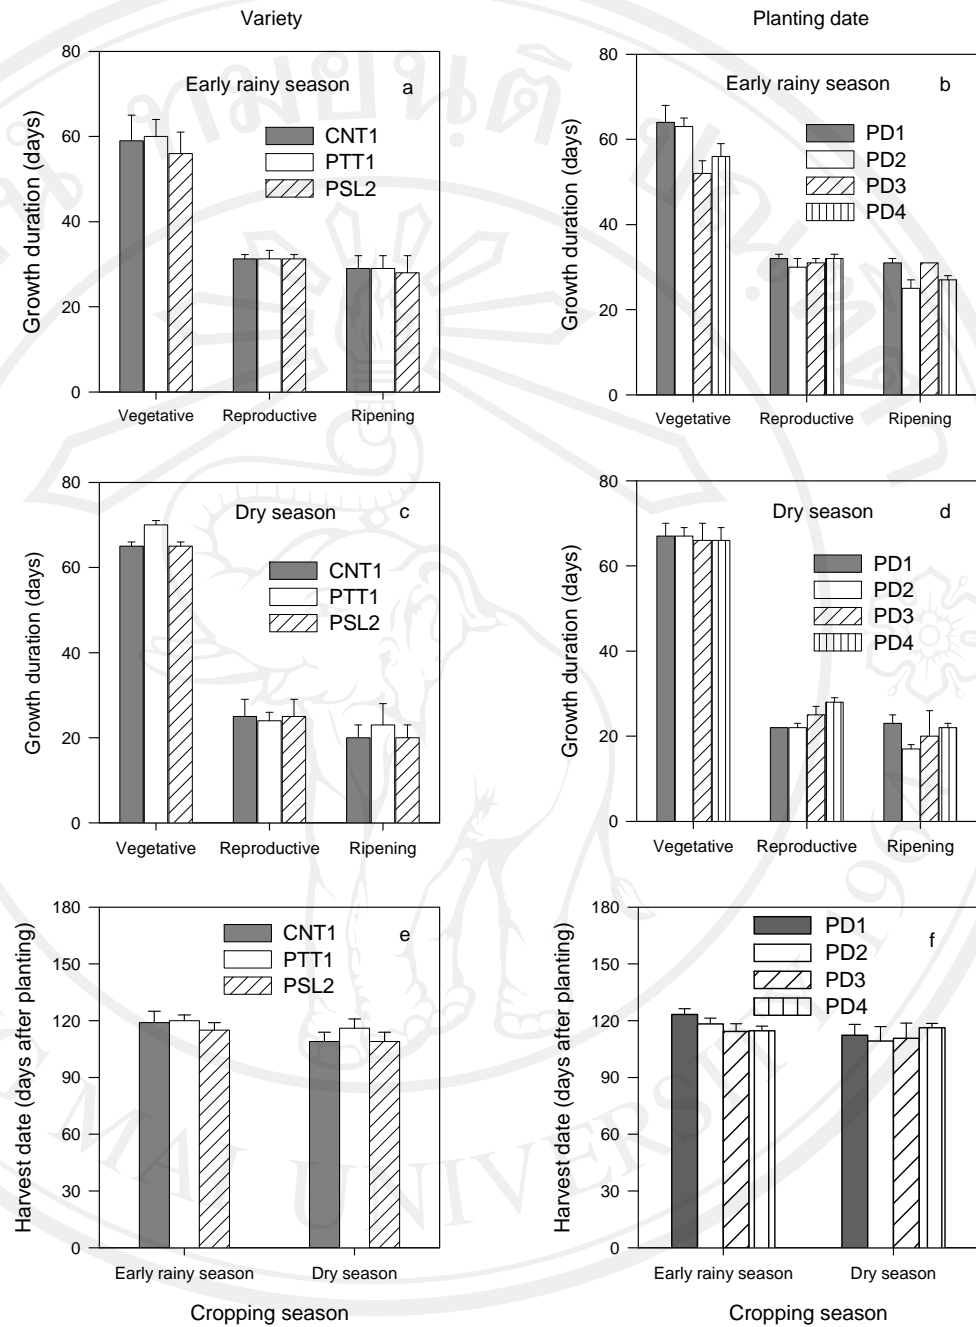 Variety
Planting date
80
60
40
20
0
Growth duration (days)
Early rainy season
a
CNT1
PTT1
PSL2
Vegetative Reproductive Ripening
80
60
40
20
0
Growth duration (days)
Early rainy season
b
PD1
PD2
PD3
PD4
Vegetative Reproductive Ripening
80
60
40
20
0
Growth duration (days)
Dry season
c
CNT1
PTT1
PSL2
Vegetative Reproductive Ripening
80
60
40
20
0
Growth duration (days)
Dry season
d
PD1
PD2
PD3
PD4
Vegetative Reproductive Ripening
180
150
120
90
60
30
0
Harvest date (days after planting)
CNT1
PTT1
PSL2
e
Early rainy season Dry season
Cropping season
180
150
120
90
60
30
0
Harvest date (days after planting)
PD1
PD2
PD3
PD4
f
Early rainy season Dry season
Cropping season
MAI UNIVERSITY 1964